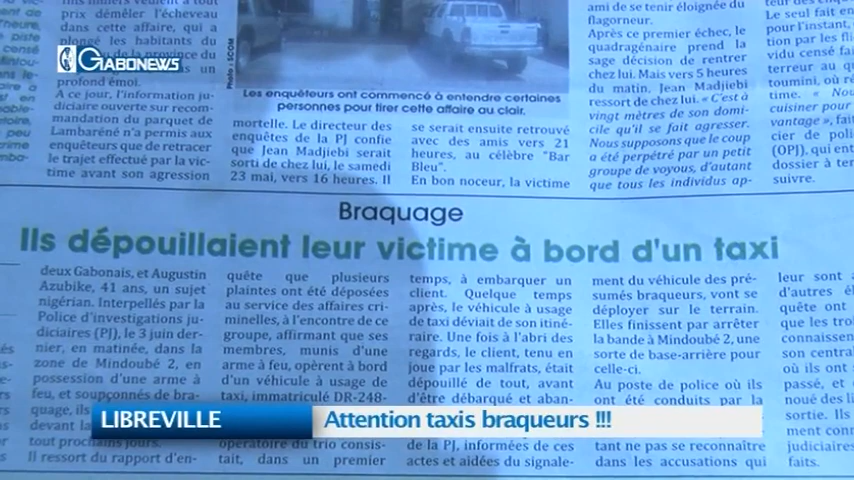 prix démêler l'écheveau
dans cette affaire, qui a
plongé les habitants du
de la province du
un
profond émoi.
A ce jour, l'information ju-
diciaire ouverte sur recom-
mandation du parquet de
Lambaréné n'a permis aux
enquêteurs que de retracer
le trajet effectué par la vic-
time avant son agression
GABONEWS
Photo : SCOM
Les enquêteurs ont commencé à entendre certaines
personnes pour tirer cette affaire au clair.
mortelle. Le directeur des
enquêtes de la PJ confie
que Jean Madjiebi serait
sorti de chez lui, le samedi
23 mai, vers 16 heures. Il
se serait ensuite retrouvé
avec des amis vers 21
heures, au célèbre "Bar
Bleu".
En bon noceur, la victime
ami de se tenir éloignée du
flagorneur.
Après ce premier échec, le
quadragénaire prend la
sage décision de rentrer
chez lui. Mais vers 5 heures
du matin, Jean Madjiebi
ressort de chez lui. « C'est à
vingt mètres de son domi-
cile qu'il se fait agresser.
Nous supposons que le coup
a été perpétré par un petit
groupe de voyous, d'autant
que tous les individus ap-
Le seul fait en
pour l'instant,
tion par les fli
vidu censé fai
terreur au qu
toumini, où ré
time. « Nou
cuisiner pour
vantage », fait
cier de poli
(OPJ), qui ent
dossier à ter
suivre.
Braquage
Ils dépouillaient leur victime à bord d'un taxi
deux Gabonais, et Augustin
Azubike, 41 ans, un sujet
nigérian. Interpellés par la
Police d'investigations ju-
diciaires (PJ), le 3 juin der-
nier, en matinée, dans la
zone de Mindoubé 2, en
possession d'une arme à
feu, et soupçonnés de bra-
quage, ils
devant la
tout prochains jours.
Il ressort du rapport d'en-
quête que plusieurs
plaintes ont été déposées
au service des affaires cri-
minelles, à l'encontre de ce
groupe, affirmant que ses
membres, munis d'une
arme à feu, opèrent à bord
d'un véhicule à usage de
taxi, immatriculé DR-248-
opératoire du trio consis-
tait, dans un premier
temps, à embarquer un
client. Quelque temps
après, le véhicule à usage
de taxi déviait de son itiné-
raire. Une fois à l'abri des
regards, le client, tenu en
joue par les malfrats, était
dépouillé de tout, avant
d'être débarqué et aban-
de la PJ, informées de ces
actes et aidées du signale-
ment du véhicule des pré-
sumés braqueurs, vont se
déployer sur le terrain.
Elles finissent par arrêter
la bande à Mindoubé 2, une
sorte de base-arrière pour
celle-ci.
Au poste de police où ils
ont été conduits par la
tant ne pas se reconnaître
dans les accusations qui
leur sont
d'autres él
quête ont
que les trol
connaissen
son central
où ils ont
passé, et
noué des li
sortie. Il
ment conn
judiciaires
faits.
LIBREVILLE
Attention taxis braqueurs !!!